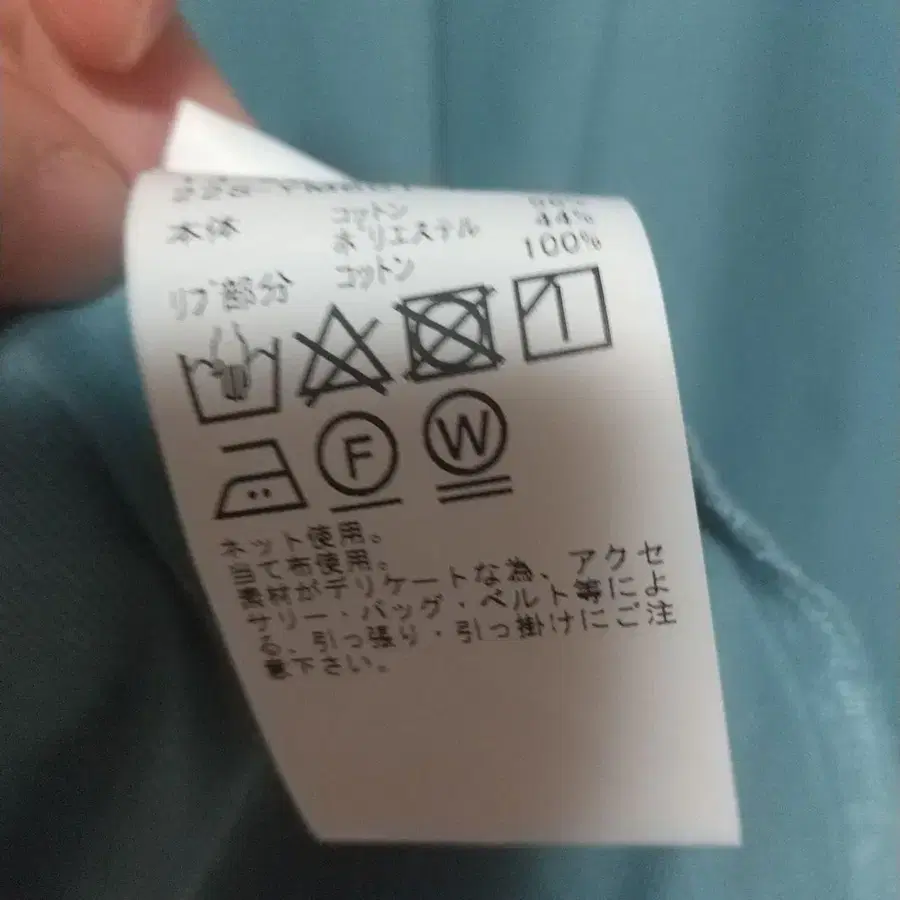 本体 コットン
ポリエステル 44%
リブ部分 コットン 100%
F W
ネット使用。
当て布使用。
素材がデリケートな為、アクセ
サリー・バッグ・ベルト等によ
る、引っ張り・引っ掛けにご注
意下さい。